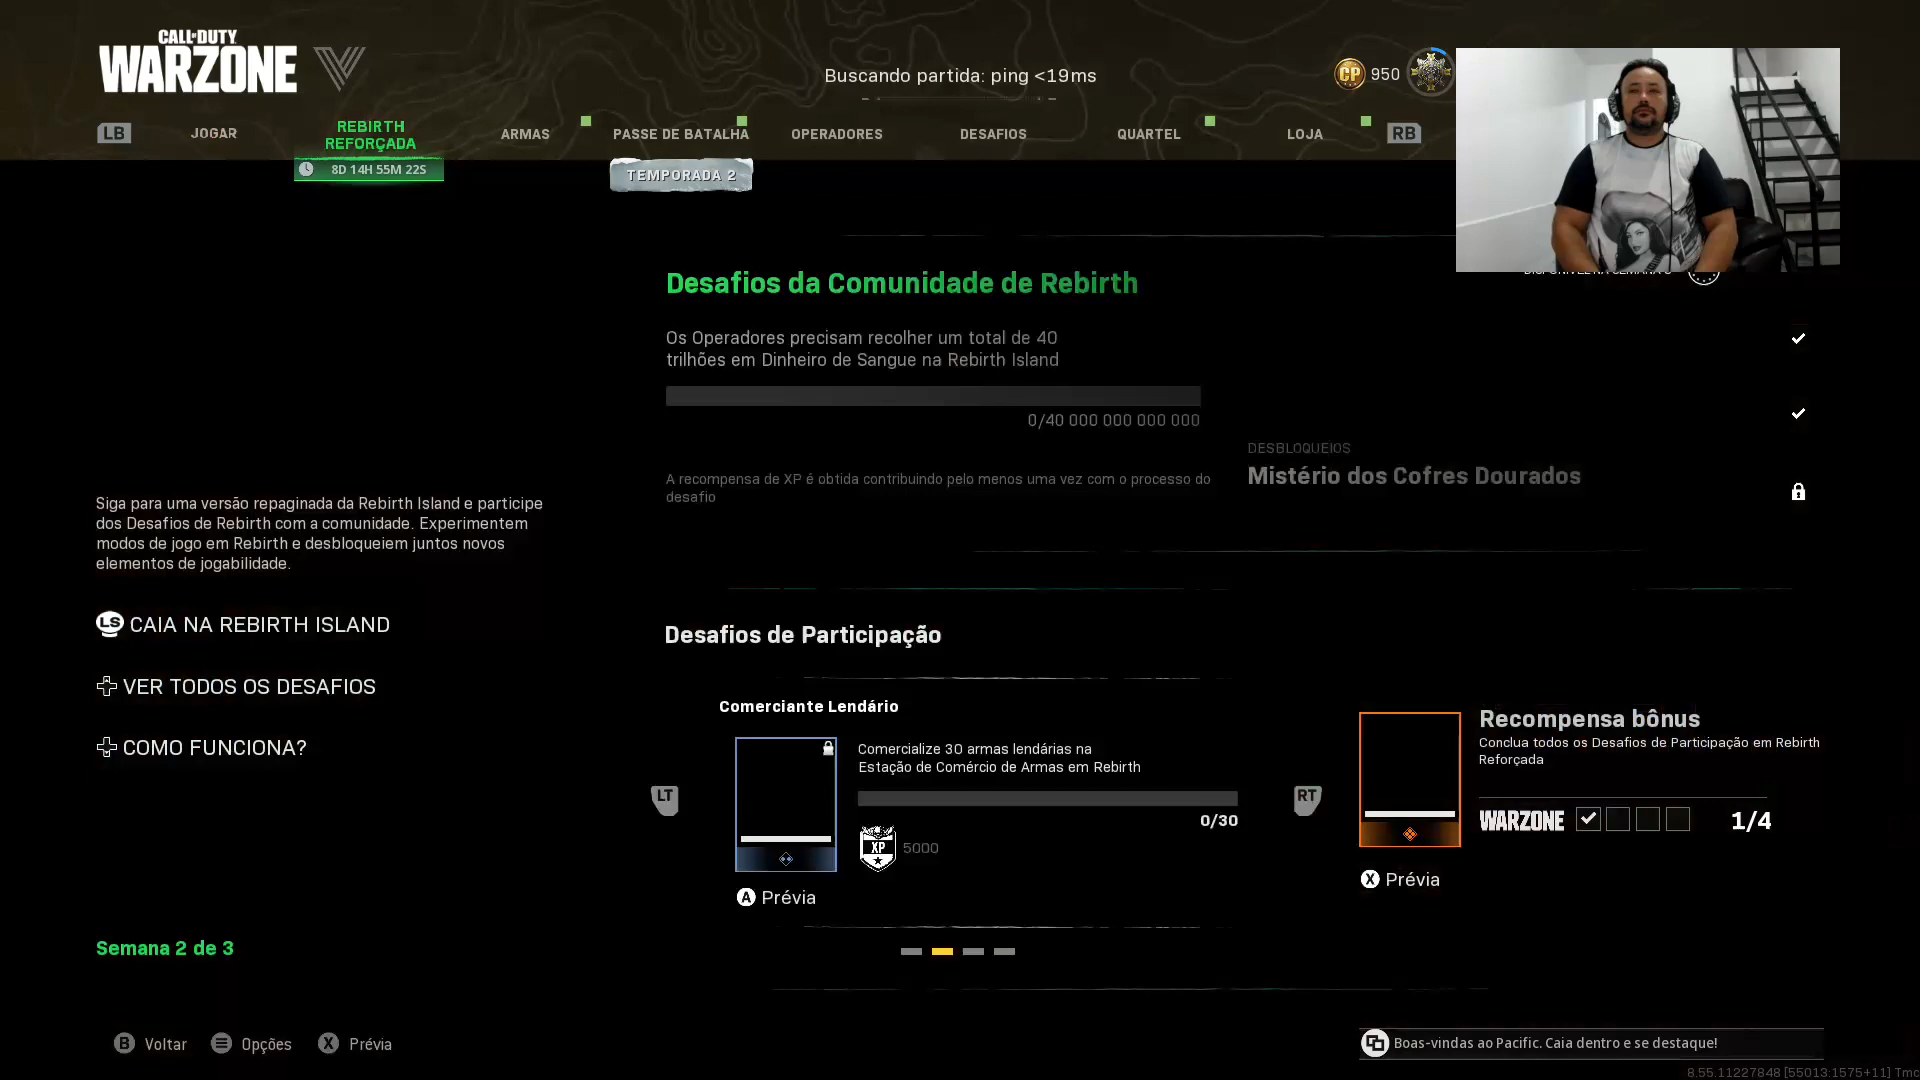 CALL OF DUTY
WARZONE
Buscando partida: ping <19ms
CP 950
LB
JOGAR
REBIRTH
REFORÇADA
8D 14H 55M 22S
ARMAS
PASSE DE BATALHA
TEMPORADA 2
OPERADORES
DESAFIOS
QUARTEL
LOJA
RB
Desafios da Comunidade de Rebirth
Os Operadores precisam recolher um total de 40
trilhões em Dinheiro de Sangue na Rebirth Island
0/40 000 000 000 000
A recompensa de XP é obtida contribuindo pelo menos uma vez com o processo do
desafio
DESBLOQUEIOS
Mistério dos Cofres Dourados
Siga para uma versão repaginada da Rebirth Island e participe
dos Desafios de Rebirth com a comunidade. Experimentem
modos de jogo em Rebirth e desbloqueiem juntos novos
elementos de jogabilidade.
LS CAIA NA REBIRTH ISLAND
VER TODOS OS DESAFIOS
COMO FUNCIONA?
Semana 2 de 3
Desafios de Participação
Comerciante Lendário
Comercialize 30 armas lendárias na
Estação de Comércio de Armas em Rebirth
0/30
XP 5000
LT
RT
A Prévia
Recompensa bônus
Conclua todos os Desafios de Participação em Rebirth
Reforçada
WARZONE
1/4
X Prévia
B Voltar
Opções
X Prévia
Boas-vindas ao Pacific. Caia dentro e se destaque!
8.55.11227848 [55013:1575+11] Tmc